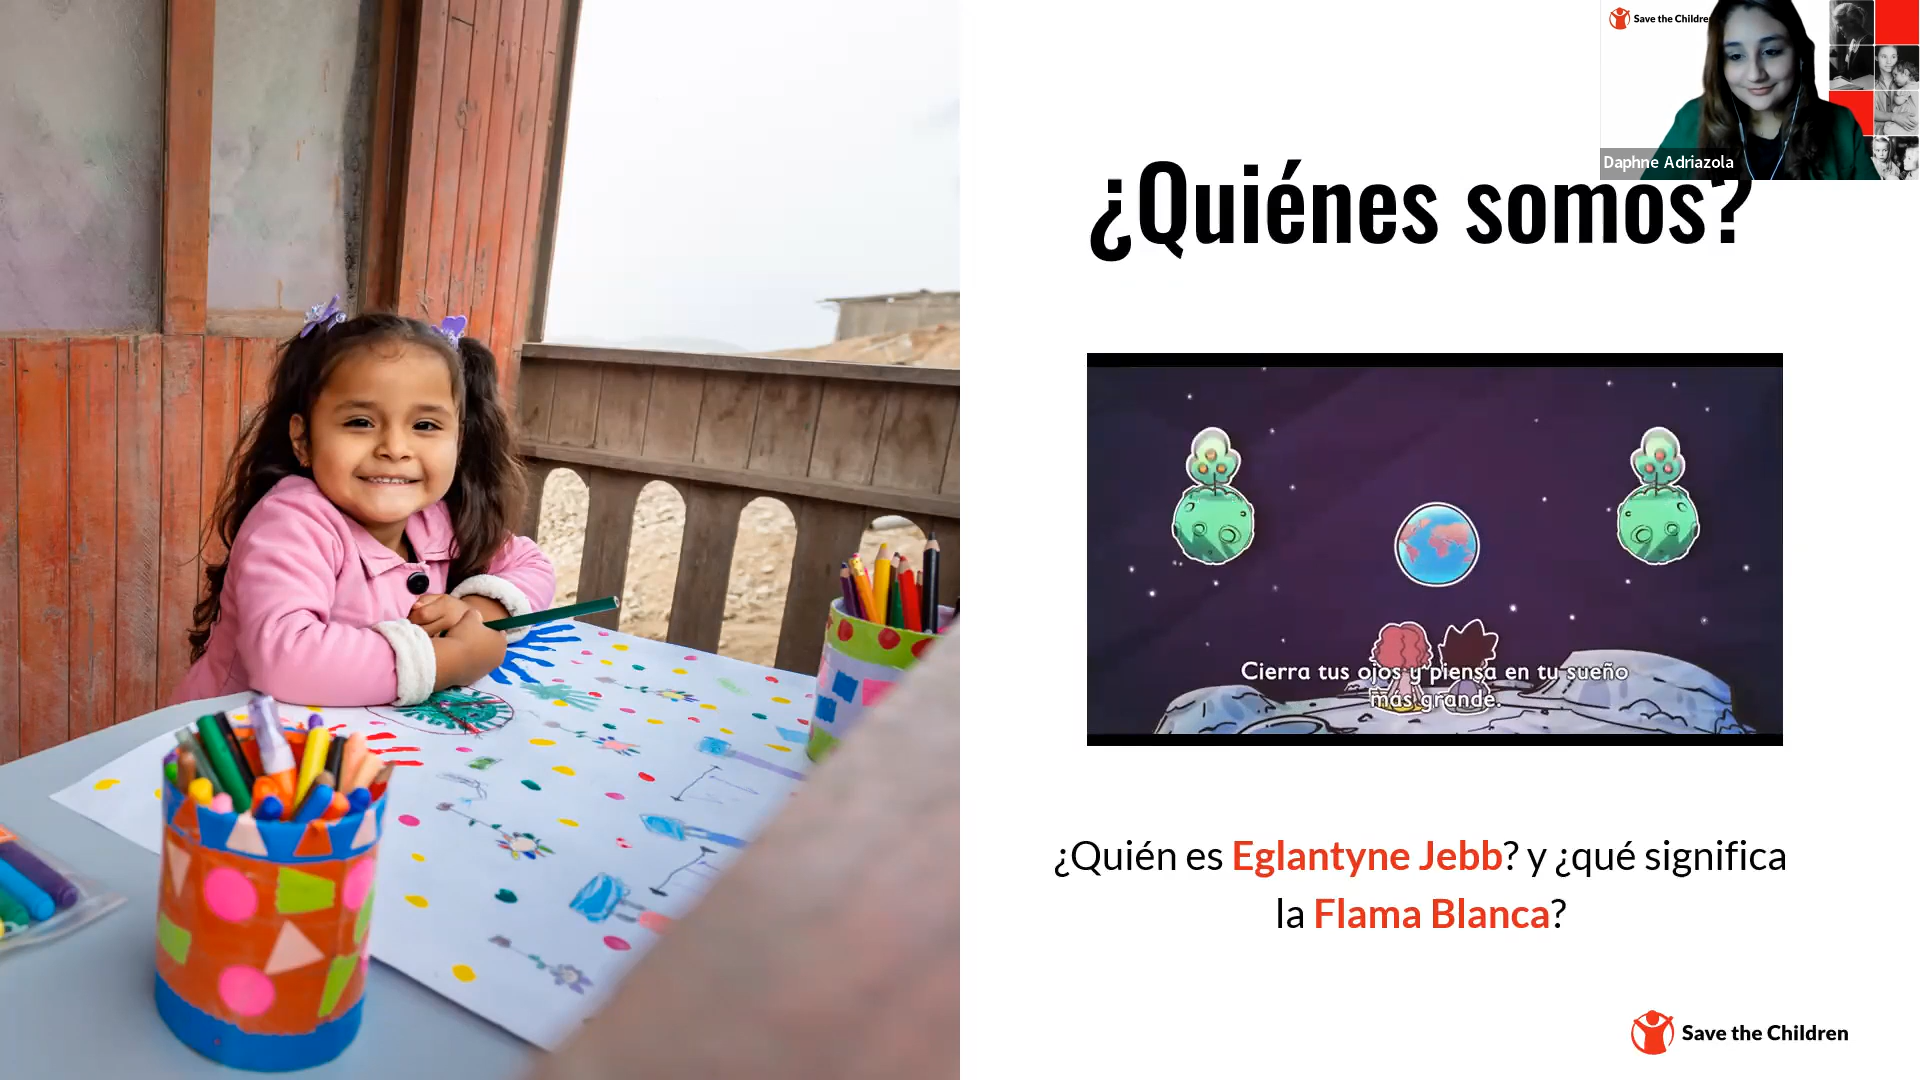 Save the Children
Daphne Adriazola
¿Quiénes somos?
Cierra tus ojos y piensa en tu sueño
más grande.
¿Quién es Eglantyne Jebb? y ¿qué significa
la Flama Blanca?
Save the Children